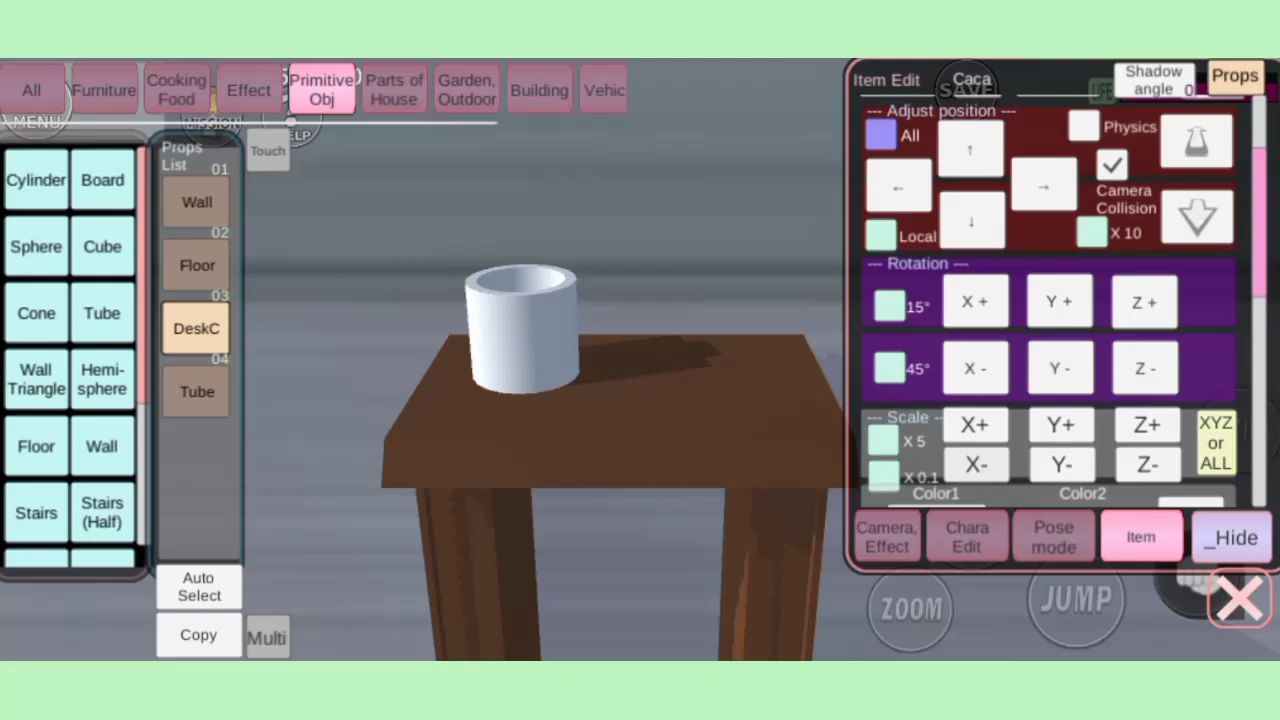 All
Furniture
Cooking
Food
Effect
Primitive
Obj
Parts of
House
Garden,
Outdoor
Building
Vehic
MENU
MISSION
Touch
Cylinder
Board
Sphere
Cube
Cone
Tube
Wall
Triangle
Hemi-
sphere
Floor
Wall
Stairs
Stairs
(Half)
Props
List
01
Wall
02
Floor
03
DeskC
04
Tube
Auto
Select
Copy
Multi
Item Edit
Caca
SAVE
Shadow
angle
0
Props
--- Adjust position ---
All
↑
←
→
↓
Local
Physics
Camera
Collision
X 10
--- Rotation ---
15°
X +
Y +
Z +
45°
X -
Y -
Z -
--- Scale --
X 5
X 0.1
X+
Y+
Z+
X-
Y-
Z-
XYZ
or
ALL
Color1
Color2
Camera,
Effect
Chara
Edit
Pose
mode
Item
_Hide
ZOOM
JUMP